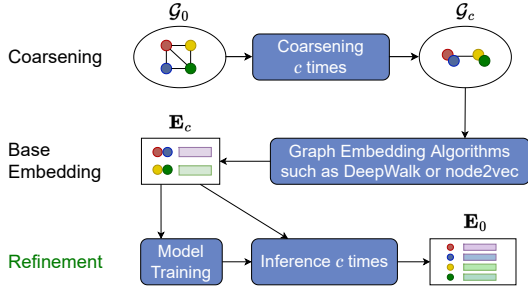 𝒢₀
𝒢c
Coarsening
Coarsening
c times
E_c
Base
Embedding
Graph Embedding Algorithms
such as DeepWalk or node2vec
E₀
Refinement
Model
Training
Inference c times